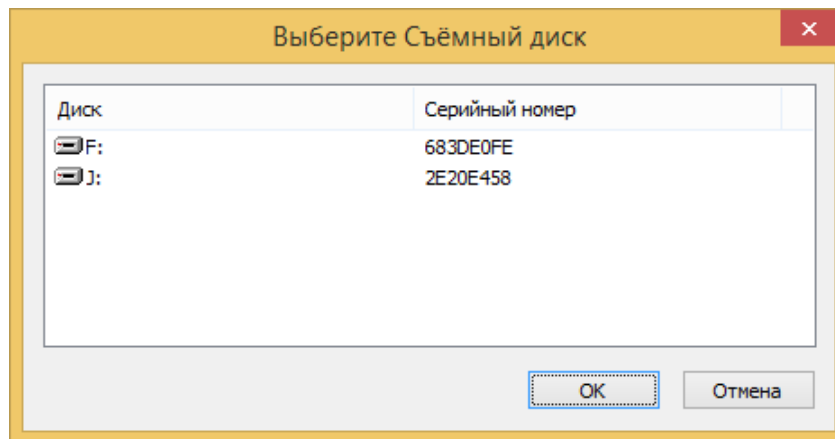 Выберите Съёмный диск
Диск Серийный номер
F: 683DE0FE
J: 2E20E458
OK Отмена